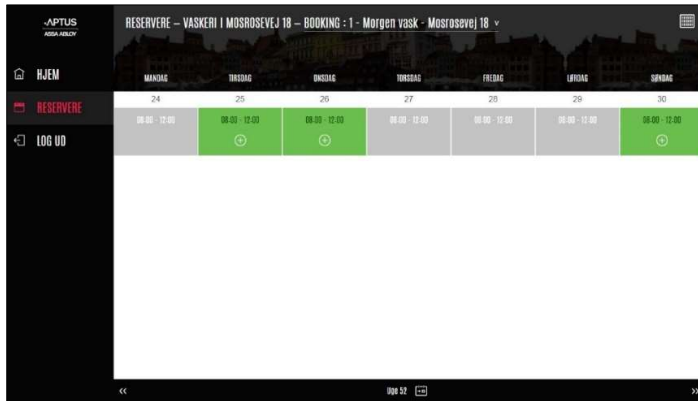 APTUS
ASSA ABLOY
HJEM
RESERVERE
LOG UD
RESERVERE – VASKERI I MOSROSEVEJ 18 – BOOKING : 1 - Morgen vask - Mosrosevej 18 v
MANDAG TIRSDAG ONSDAG TORSDAG FREDAG LØRDAG SØNDAG
24 25 26 27 28 29 30
08:00 - 12:00 08:00 - 12:00 08:00 - 12:00 08:00 - 12:00 08:00 - 12:00 08:00 - 12:00 08:00 - 12:00
<< Uge 52 >>